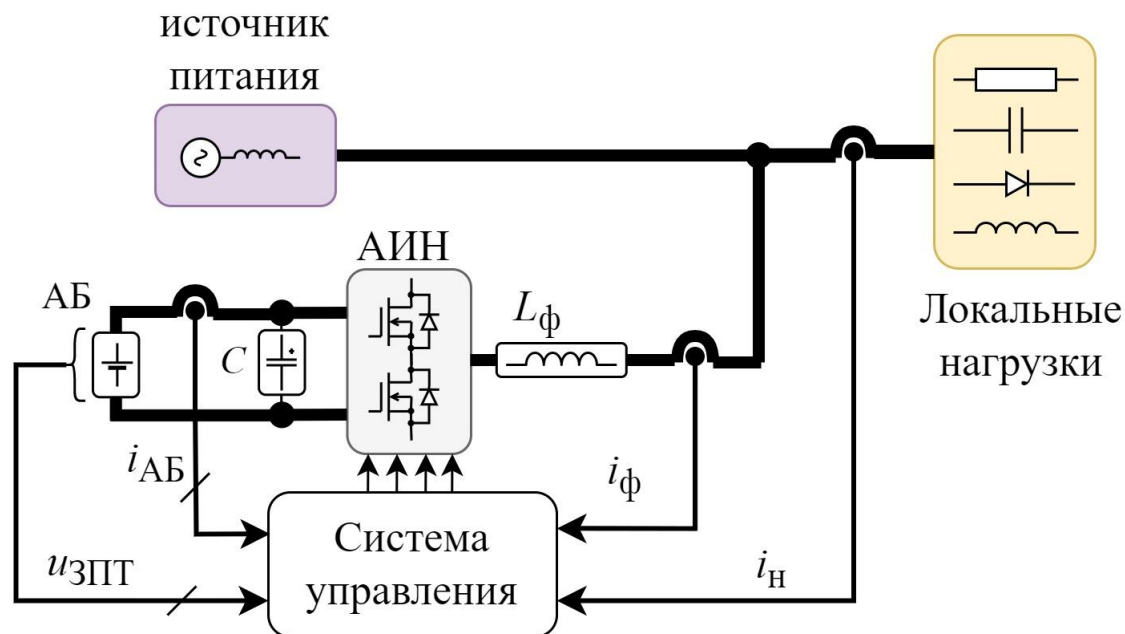 источник
питания
АИН
АБ
C
Lф
Локальные
нагрузки
iАБ
iф
Система
управления
uЗПТ
iн